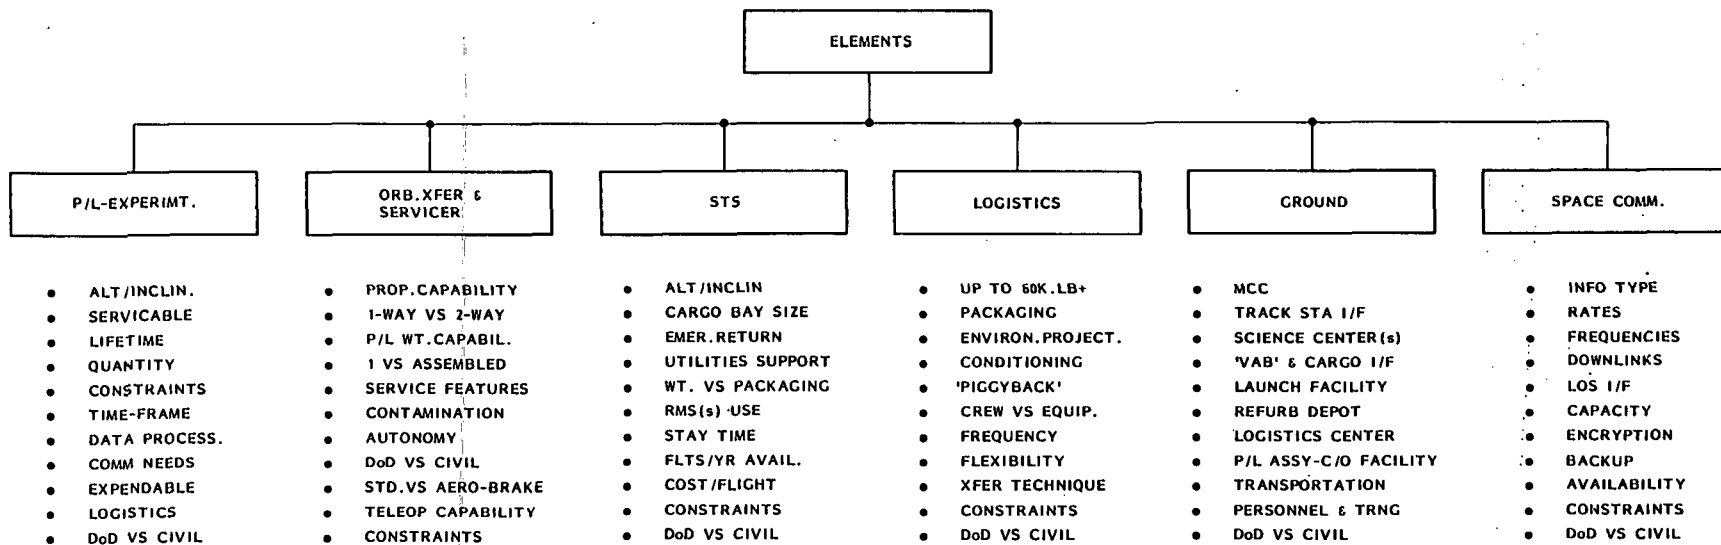 ELEMENTS
P/L-EXPERIMT.
ORB.XFER &
SERVICER
STS
LOGISTICS
GROUND
SPACE COMM.
• ALT/INCLIN.
• SERVICABLE
• LIFETIME
• QUANTITY
• CONSTRAINTS
• TIME-FRAME
• DATA PROCESS.
• COMM NEEDS
• EXPENDABLE
• LOGISTICS
• DoD VS CIVIL
• PROP.CAPABILITY
• 1-WAY VS 2-WAY
• P/L WT.CAPABIL.
• 1 VS ASSEMBLED
• SERVICE FEATURES
• CONTAMINATION
• AUTONOMY
• DoD VS CIVIL
• STD.VS AERO-BRAKE
• TELEOP CAPABILITY
• CONSTRAINTS
• ALT/INCLIN
• CARGO BAY SIZE
• EMER.RETURN
• UTILITIES SUPPORT
• WT. VS PACKAGING
• RMS(s) USE
• STAY TIME
• FLTS/YR AVAIL.
• COST/FLIGHT
• CONSTRAINTS
• DoD VS CIVIL
• UP TO 60K.LB+
• PACKAGING
• ENVIRON.PROJECT.
• CONDITIONING
• 'PIGGYBACK'
• CREW VS EQUIP.
• FREQUENCY
• FLEXIBILITY
• XFER TECHNIQUE
• CONSTRAINTS
• DoD VS CIVIL
• MCC
• TRACK STA I/F
• SCIENCE CENTER(s)
• 'VAB' & CARGO I/F
• LAUNCH FACILITY
• REFURB DEPOT
• LOGISTICS CENTER
• P/L ASSY-C/O FACILITY
• TRANSPORTATION
• PERSONNEL & TRNG
• DoD VS CIVIL
• INFO TYPE
• RATES
• FREQUENCIES
• DOWNLINKS
• LOS I/F
• CAPACITY
• ENCRYPTION
• BACKUP
• AVAILABILITY
• CONSTRAINTS
• DoD VS CIVIL